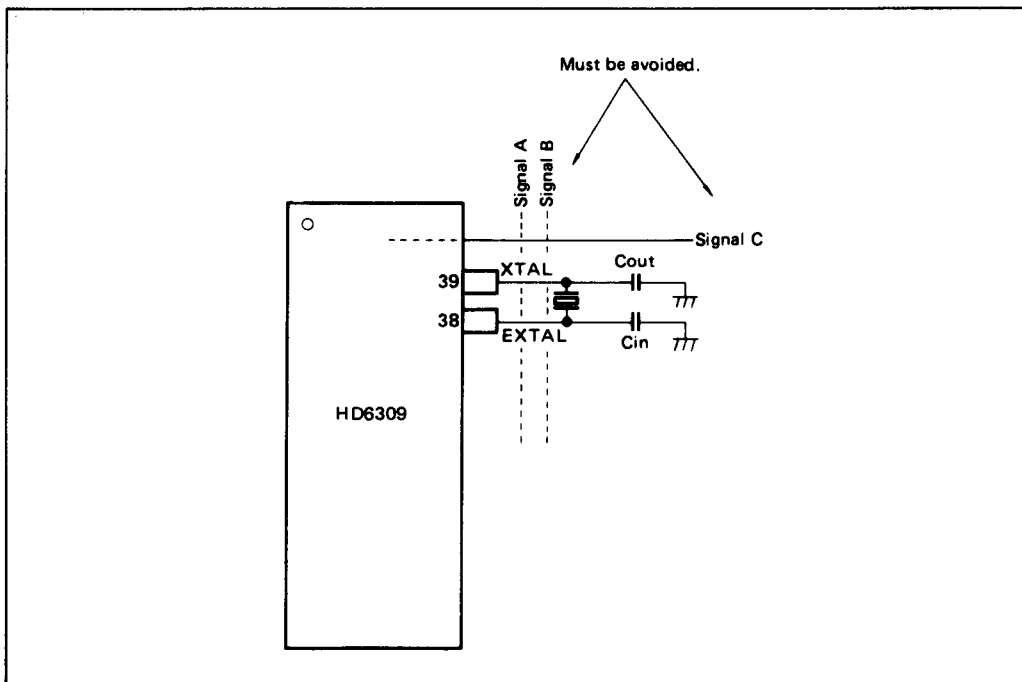 Must be avoided.
Signal A
Signal B
Signal C
39
XTAL
Cout
38
EXTAL
Cin
HD6309